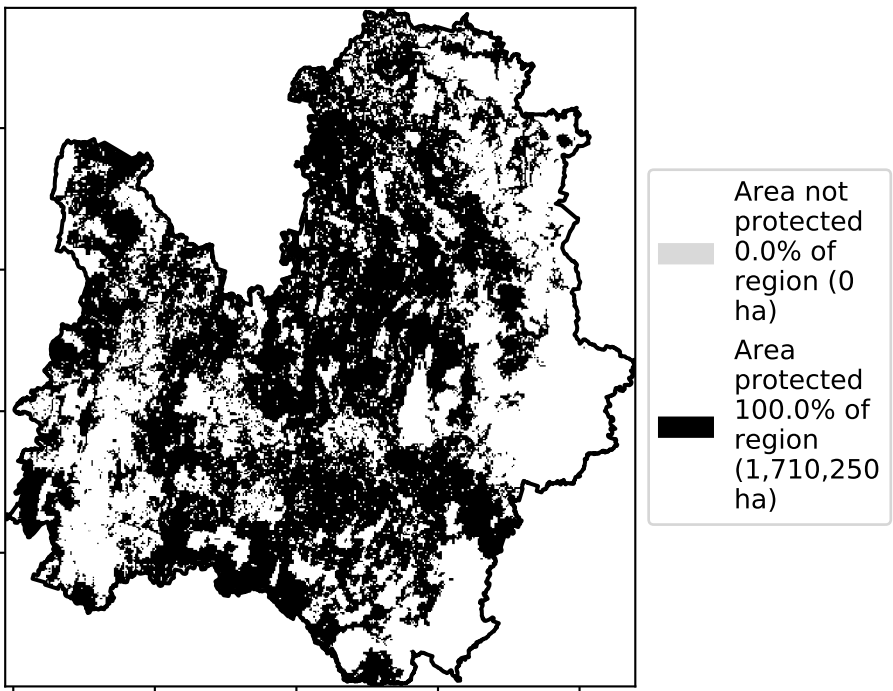 Area not
protected
0.0% of
region (0
ha)
Area
protected
100.0% of
region
(1,710,250
ha)